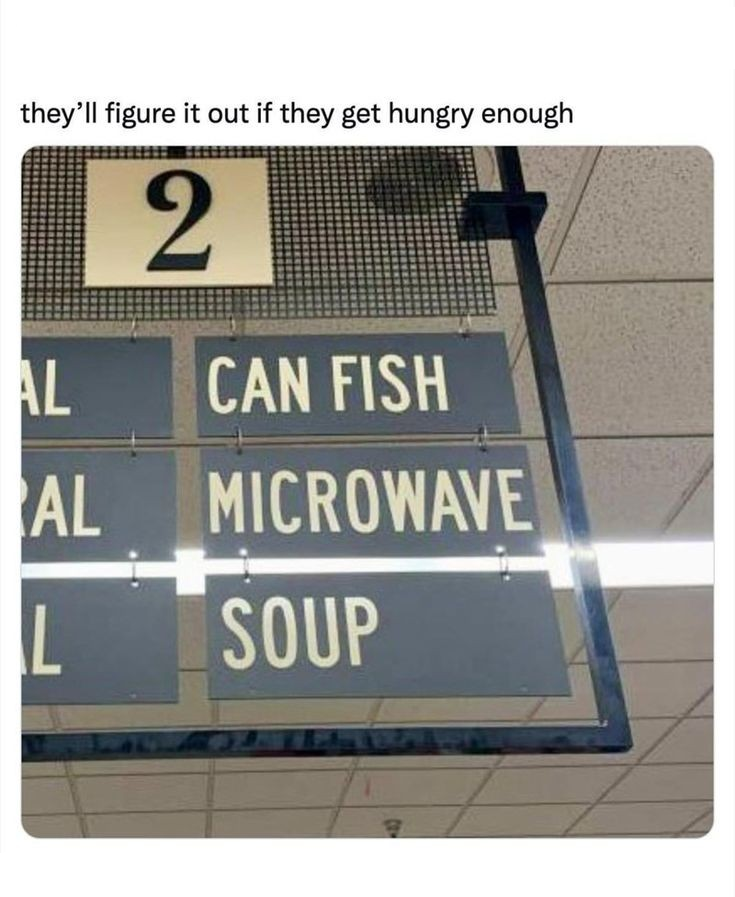 they’ll figure it out if they get hungry enough
2
AL
CAN FISH
AL
MICROWAVE
L
SOUP